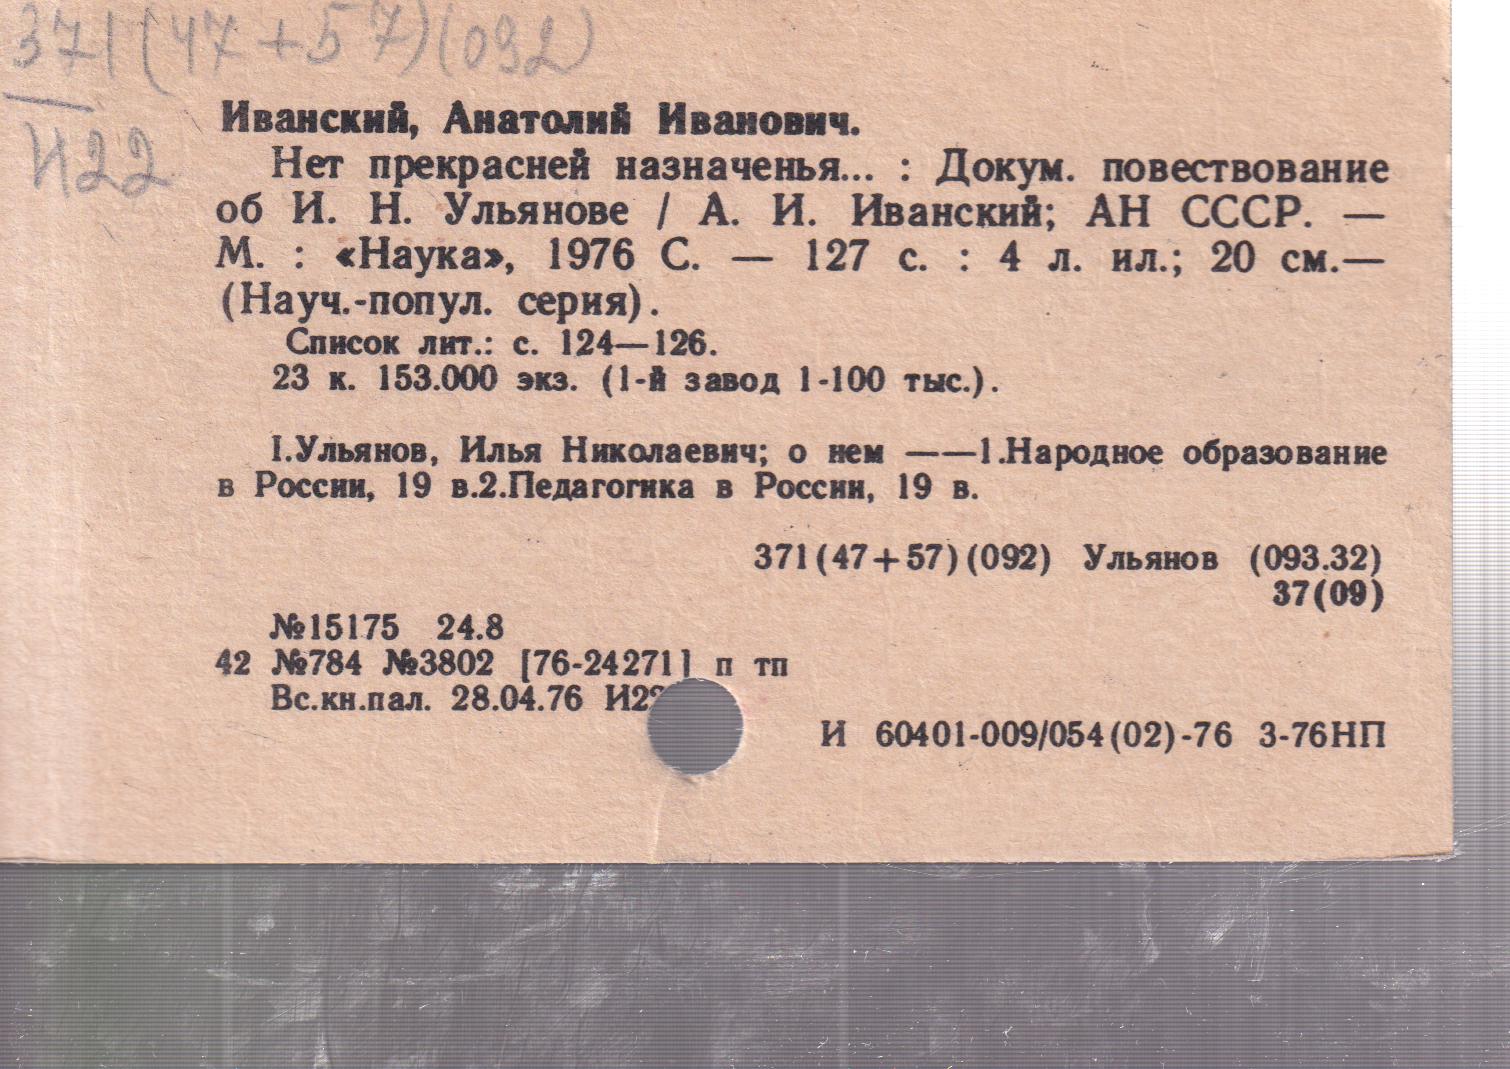 371(47+57)(092)
И22
Иванский, Анатолий Иванович.
Нет прекрасней назначенья... : Докум. повествование
об И. Н. Ульянове / А. И. Иванский; АН СССР. —
М. : «Наука», 1976 С. — 127 с. : 4 л. ил.; 20 см.—
(Науч.-попул. серия).
Список лит.: с. 124—126.
23 к. 153.000 экз. (1-й завод 1-100 тыс.).
I.Ульянов, Илья Николаевич; о нем ——1.Народное образование
в России, 19 в.2.Педагогика в России, 19 в.
371(47+57)(092) Ульянов (093.32)
37(09)
№15175 24.8
42 №784 №3802 [76-24271] п тп
Вс.кн.пал. 28.04.76 И22
И 60401-009/054(02)-76 3-76НП